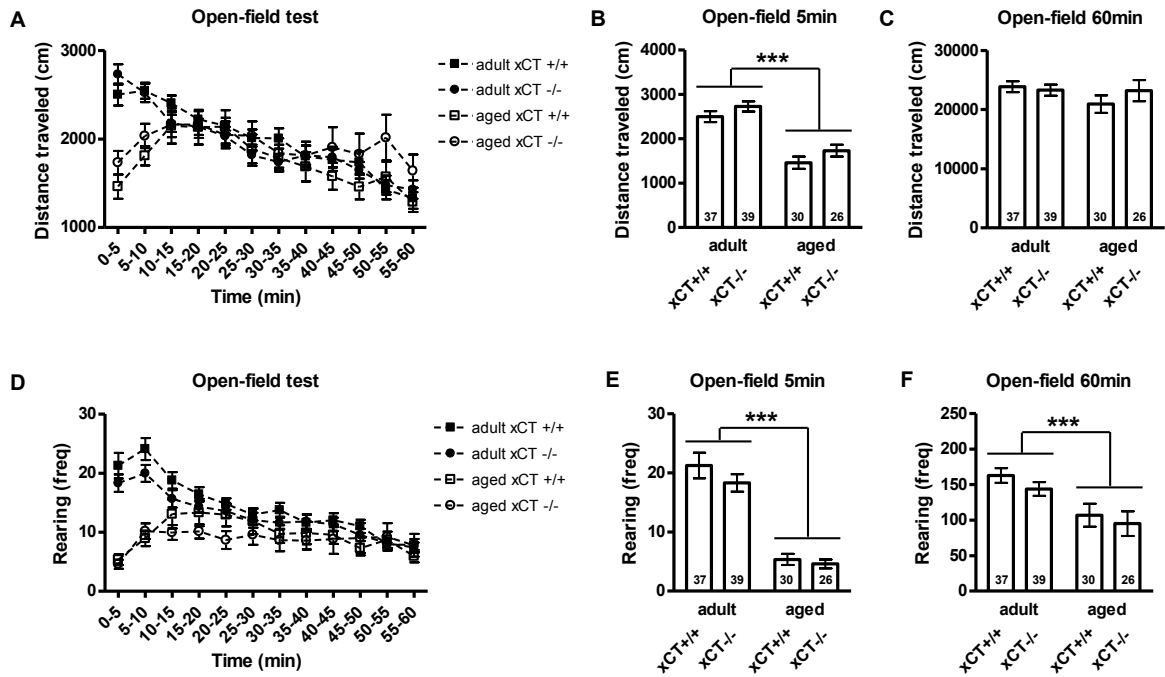 A
Open-field test
Distance traveled (cm)
3000
2000
1000
0-5
5-10
10-15
15-20
20-25
25-30
30-35
35-40
40-45
45-50
50-55
55-60
Time (min)
adult xCT +/+
adult xCT -/-
aged xCT +/+
aged xCT -/-
B
Open-field 5min
Distance traveled (cm)
4000
3000
2000
1000
0
***
37 39 30 26
adult aged
xCT+/+ xCT-/- xCT+/+ xCT-/-
C
Open-field 60min
Distance traveled (cm)
30000
20000
10000
0
37 39 30 26
adult aged
xCT+/+ xCT-/- xCT+/+ xCT-/-
D
Open-field test
Rearing (freq)
30
20
10
0
0-5
5-10
10-15
15-20
20-25
25-30
30-35
35-40
40-45
45-50
50-55
55-60
Time (min)
adult xCT +/+
adult xCT -/-
aged xCT +/+
aged xCT -/-
E
Open-field 5min
Rearing (freq)
30
20
10
0
***
37 39 30 26
adult aged
xCT+/+ xCT-/- xCT+/+ xCT-/-
F
Open-field 60min
Rearing (freq)
250
200
150
100
50
0
***
37 39 30 26
adult aged
xCT+/+ xCT-/- xCT+/+ xCT-/-